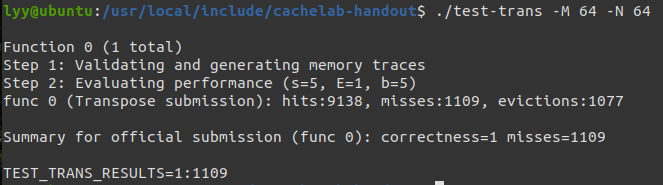 lyy@ubuntu:/usr/local/include/cachelab-handout$ ./test-trans -M 64 -N 64
Function 0 (1 total)
Step 1: Validating and generating memory traces
Step 2: Evaluating performance (s=5, E=1, b=5)
func 0 (Transpose submission): hits:9138, misses:1109, evictions:1077
Summary for official submission (func 0): correctness=1 misses=1109
TEST_TRANS_RESULTS=1:1109